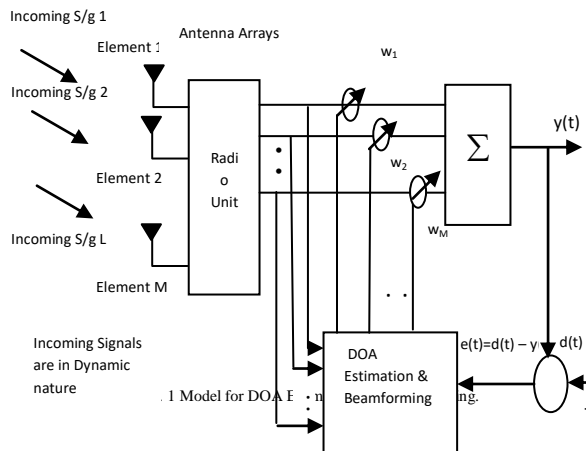 Incoming S/g 1
Antenna Arrays
Element 1
w1
Incoming S/g 2
y(t)
Radi
o
Unit
Σ
w2
Element 2
Incoming S/g L
wM
Element M
Incoming Signals
are in Dynamic
nature
DOA
Estimation &
Beamforming
e(t)=d(t) – y
d(t)
. 1 Model for DOA